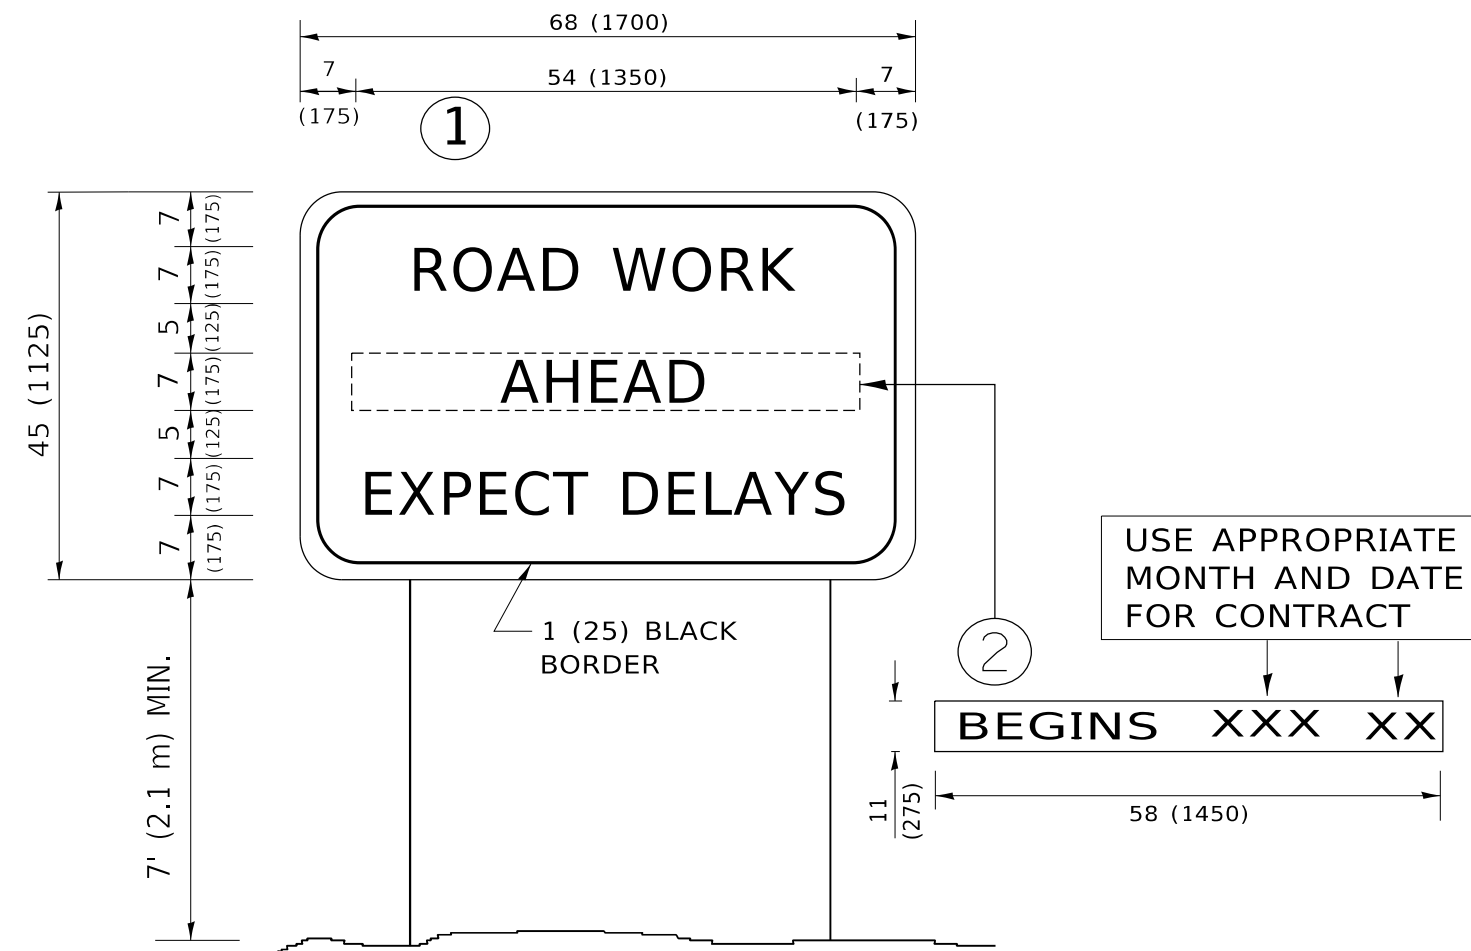 68 (1700)
7
54 (1350)
7
(175)
(175)
1
7 (175)
7 (175)
5 (125)
7 (175)
5 (125)
7 (175)
7 (175)
45 (1125)
ROAD WORK
AHEAD
EXPECT DELAYS
1 (25) BLACK
BORDER
7' (2.1 m) MIN.
USE APPROPRIATE
MONTH AND DATE
FOR CONTRACT
2
BEGINS XXX XX
11
(275)
58 (1450)